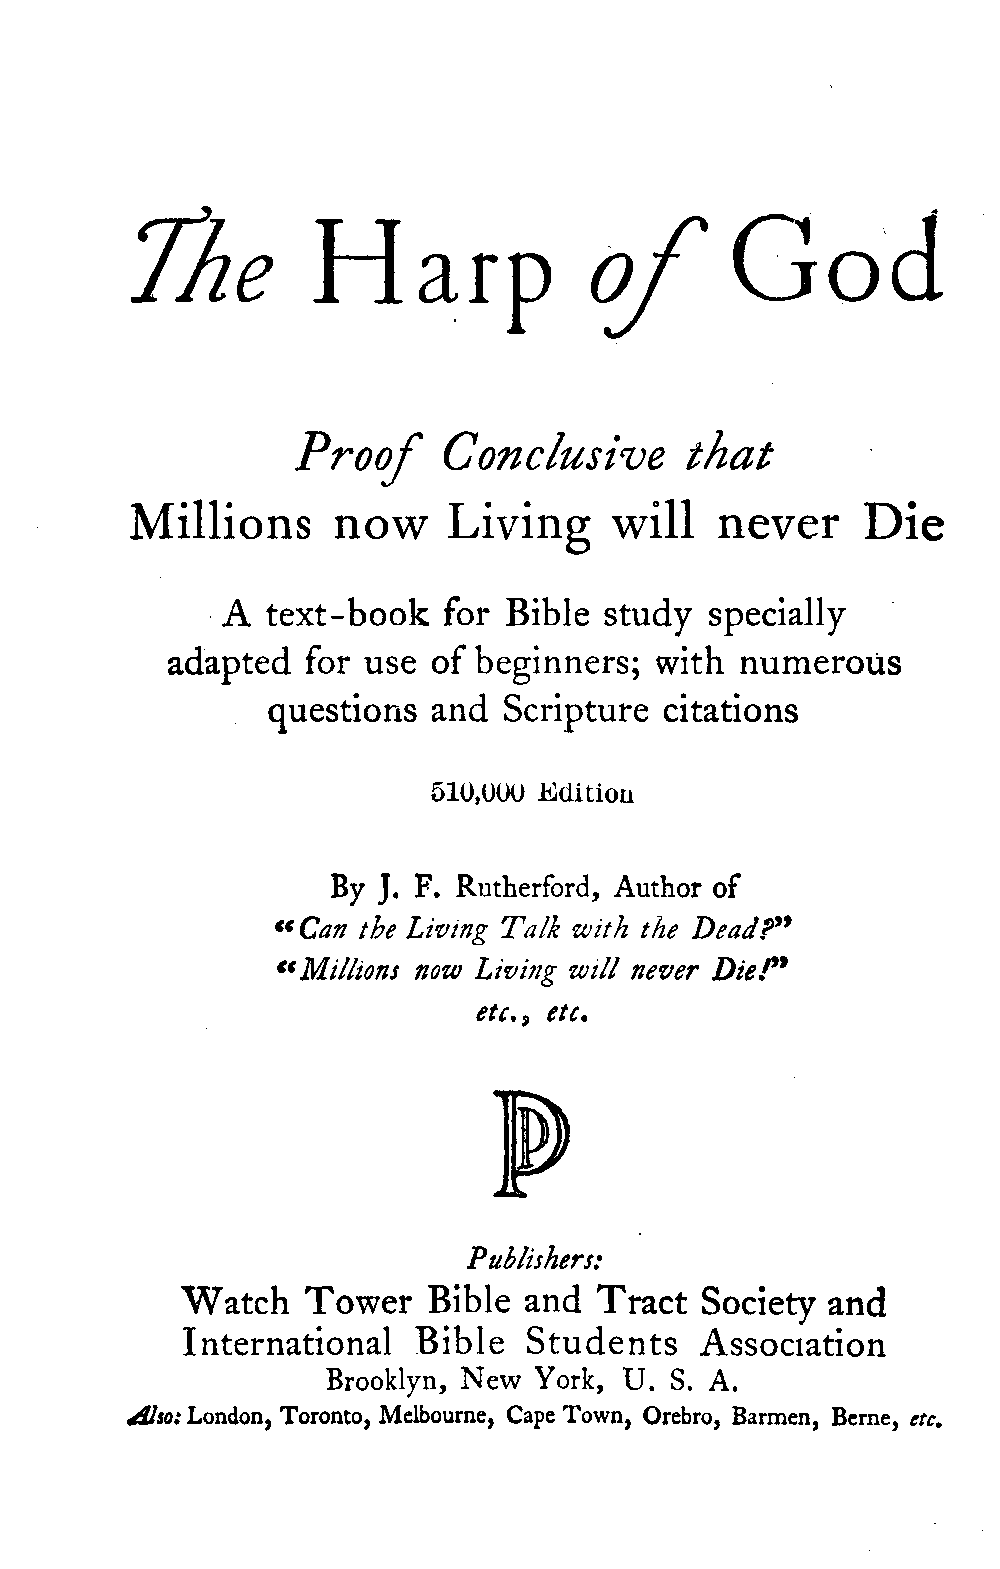 The Harp of God
Proof Conclusive that
Millions now Living will never Die
A text-book for Bible study specially
adapted for use of beginners; with numerous
questions and Scripture citations
510,000 Edition
By J. F. Rutherford, Author of
"Can the Living Talk with the Dead?"
"Millions now Living will never Die!"
etc., etc.
P
Publishers:
Watch Tower Bible and Tract Society and
International Bible Students Association
Brooklyn, New York, U. S. A.
Also: London, Toronto, Melbourne, Cape Town, Orebro, Barmen, Berne, etc.